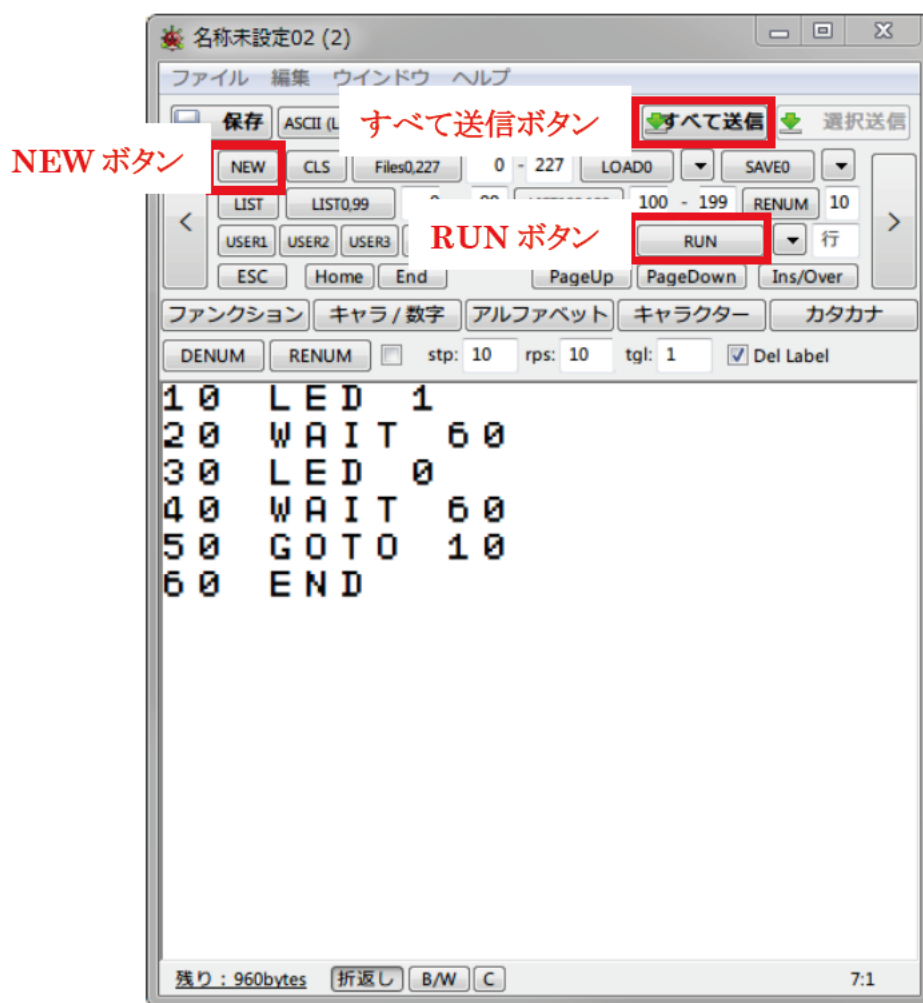 名称未設定02 (2)
ファイル 編集 ウインドウ ヘルプ
保存 ASCII (L すべて送信ボタン すべて送信 選択送信
NEW ボタン NEW CLS Files0,227 0 - 227 LOAD0 SAVE0
LIST LIST0,99 100 - 199 RENUM 10
< USER1 USER2 USER3 RUN ボタン RUN 行 >
ESC Home End PageUp PageDown Ins/Over
ファンクション キャラ / 数字 アルファベット キャラクター カタカナ
DENUM RENUM stp: 10 rps: 10 tgl: 1 Del Label
10 LED 1
20 WAIT 60
30 LED 0
40 WAIT 60
50 GOTO 10
60 END
残り : 960bytes 折返し B/W C 7:1